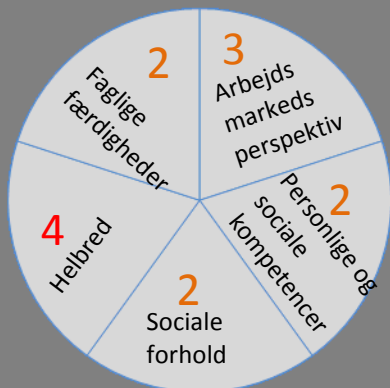 2
Faglige
færdigheder
3
Arbejds
markeds
perspektiv
2
Personlige og
sociale
kompetencer
2
Sociale
forhold
4
Helbred